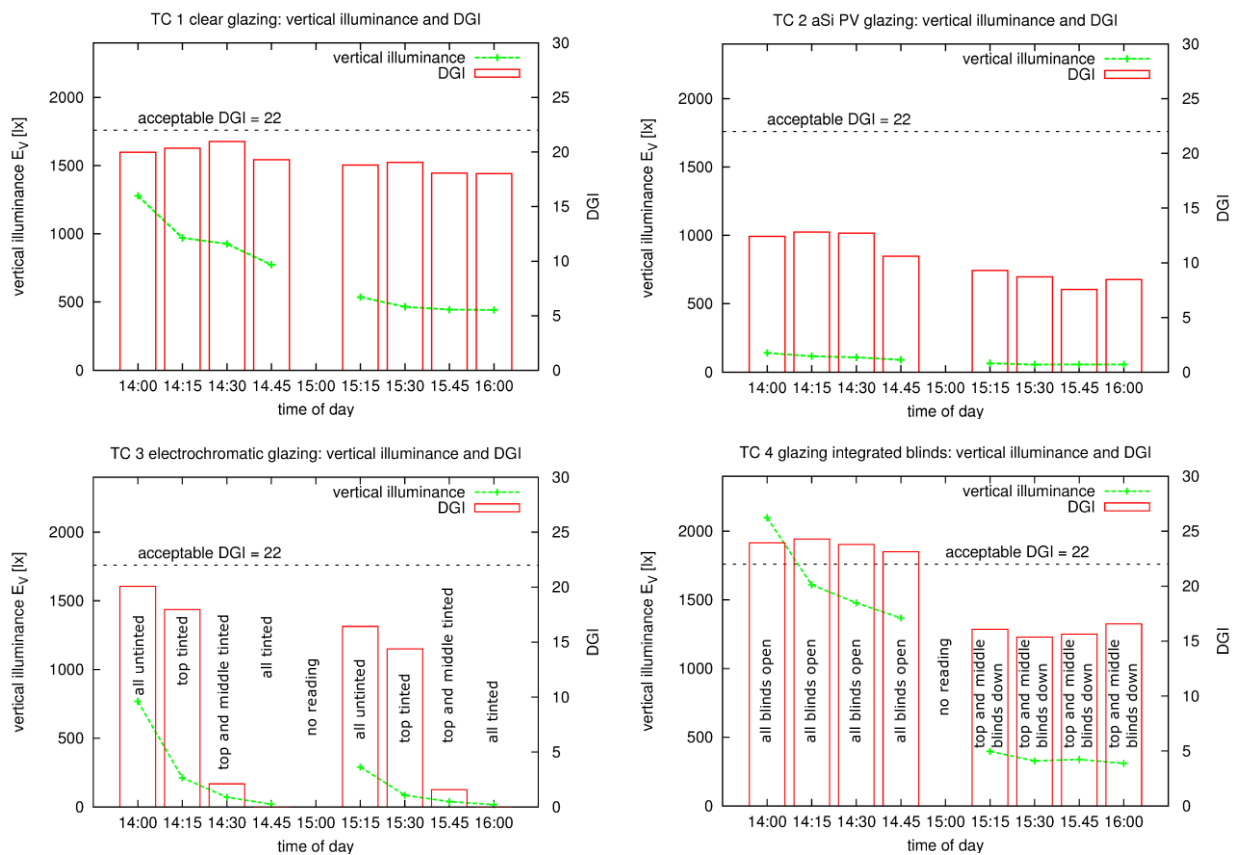 TC 1 clear glazing: vertical illuminance and DGI
vertical illuminance
DGI
acceptable DGI = 22
vertical illuminance E_V [lx]
0
500
1000
1500
2000
DGI
0
5
10
15
20
25
30
14:00 14:15 14:30 14.45 15:00 15:15 15:30 15.45 16:00
time of day
TC 2 aSi PV glazing: vertical illuminance and DGI
vertical illuminance
DGI
acceptable DGI = 22
vertical illuminance E_V [lx]
0
500
1000
1500
2000
DGI
0
5
10
15
20
25
30
14:00 14:15 14:30 14.45 15:00 15:15 15:30 15.45 16:00
time of day
TC 3 electrochromatic glazing: vertical illuminance and DGI
vertical illuminance
DGI
acceptable DGI = 22
vertical illuminance E_V [lx]
0
500
1000
1500
2000
DGI
0
5
10
15
20
25
30
all untinted
top tinted
top and middle tinted
all tinted
no reading
all untinted
top tinted
top and middle tinted
all tinted
14:00 14:15 14:30 14.45 15:00 15:15 15:30 15.45 16:00
time of day
TC 4 glazing integrated blinds: vertical illuminance and DGI
vertical illuminance
DGI
acceptable DGI = 22
vertical illuminance E_V [lx]
0
500
1000
1500
2000
DGI
0
5
10
15
20
25
30
all blinds open
all blinds open
all blinds open
all blinds open
no reading
top and middle
blinds down
top and middle
blinds down
top and middle
blinds down
top and middle
blinds down
14:00 14:15 14:30 14.45 15:00 15:15 15:30 15.45 16:00
time of day